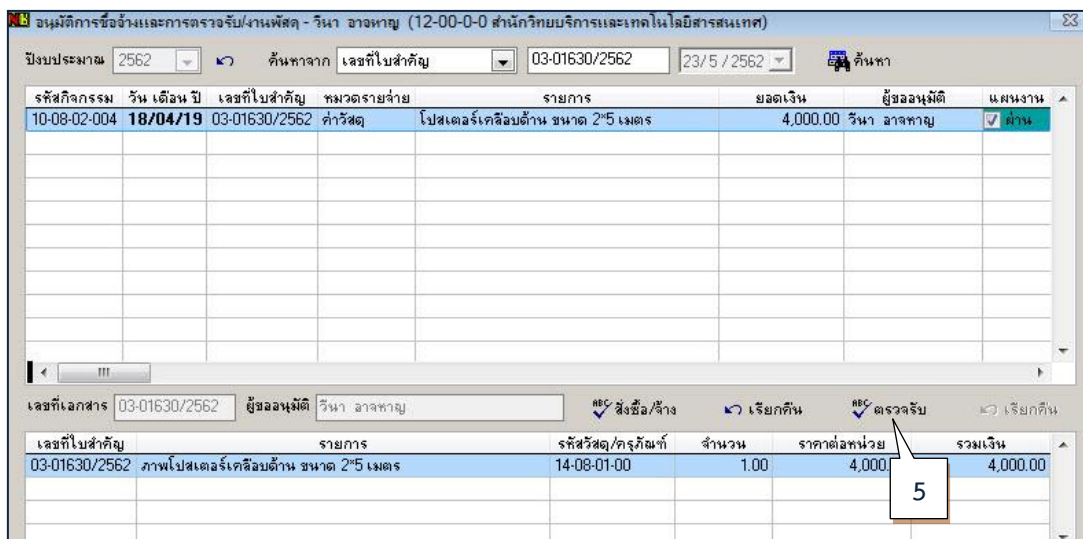 อนุมัติการซื้อจ้างและการตรวจรับ/งานพัสดุ - วีนา อาจหาญ (12-00-0-0 สำนักวิทยบริการและเทคโนโลยีสารสนเทศ)
ปีงบประมาณ 2562 ค้นหาจาก เลขที่ใบสำคัญ 03-01630/2562 23/ 5 / 2562 ค้นหา
รหัสกิจกรรม วัน เดือน ปี เลขที่ใบสำคัญ หมวดรายจ่าย รายการ ยอดเงิน ผู้ขออนุมัติ แผนงาน
10-08-02-004 18/04/19 03-01630/2562 ค่าวัสดุ โปสเตอร์เคลือบด้าน ขนาด 2*5 เมตร 4,000.00 วีนา อาจหาญ ผ่าน
เลขที่เอกสาร 03-01630/2562 ผู้ขออนุมัติ วีนา อาจหาญ ABC สั่งซื้อ/จ้าง เรียกคืน ABC ตรวจรับ เรียกคืน
เลขที่ใบสำคัญ รายการ รหัสวัสดุ/ครุภัณฑ์ จำนวน ราคาต่อหน่วย รวมเงิน
03-01630/2562 ภาพโปสเตอร์เคลือบด้าน ขนาด 2*5 เมตร 14-08-01-00 1.00 4,000. 4,000.00
5